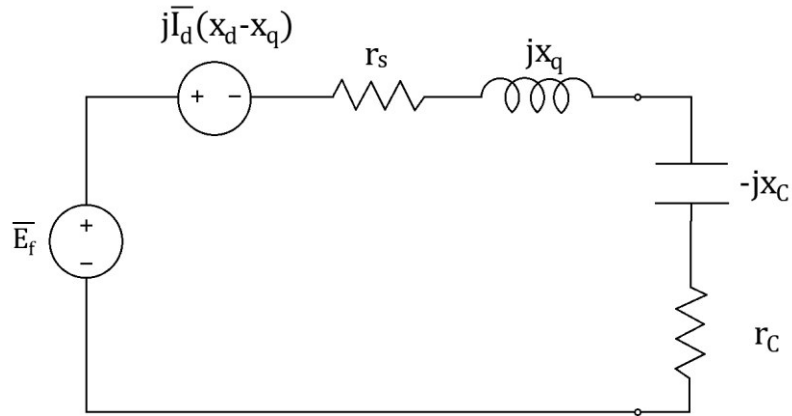 jI̅d(xd-xq)
rs
jxq
+ -
-jxC
E̅f
+
-
rC